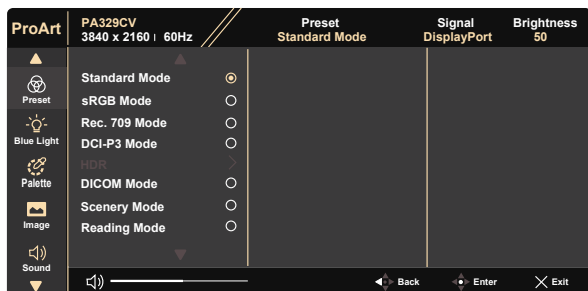 ProArt
PA329CV
3840 x 2160 60Hz
Preset
Standard Mode
Signal
DisplayPort
Brightness
50
Preset
Blue Light
Palette
Image
Sound
Standard Mode
sRGB Mode
Rec. 709 Mode
DCI-P3 Mode
HDR
DICOM Mode
Scenery Mode
Reading Mode
Back
Enter
Exit